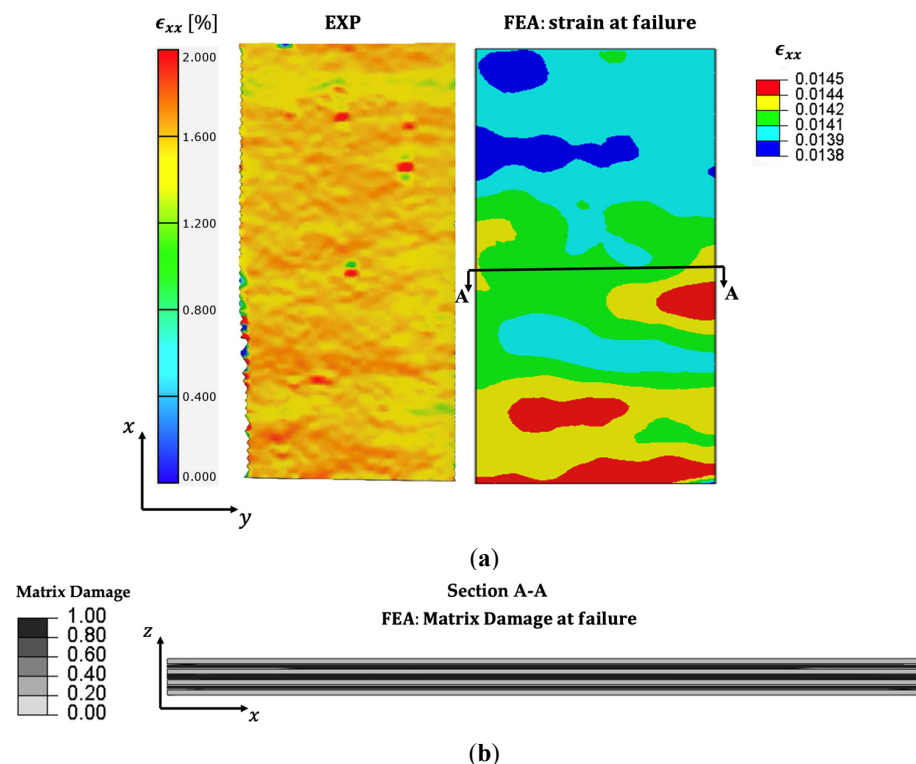 ϵxx [%]
EXP
FEA: strain at failure
2.000
1.600
1.200
0.800
0.400
0.000
ϵxx
0.0145
0.0144
0.0142
0.0141
0.0139
0.0138
A
A
x
y
(a)
Matrix Damage
1.00
0.80
0.60
0.40
0.20
0.00
Section A-A
FEA: Matrix Damage at failure
z
x
(b)